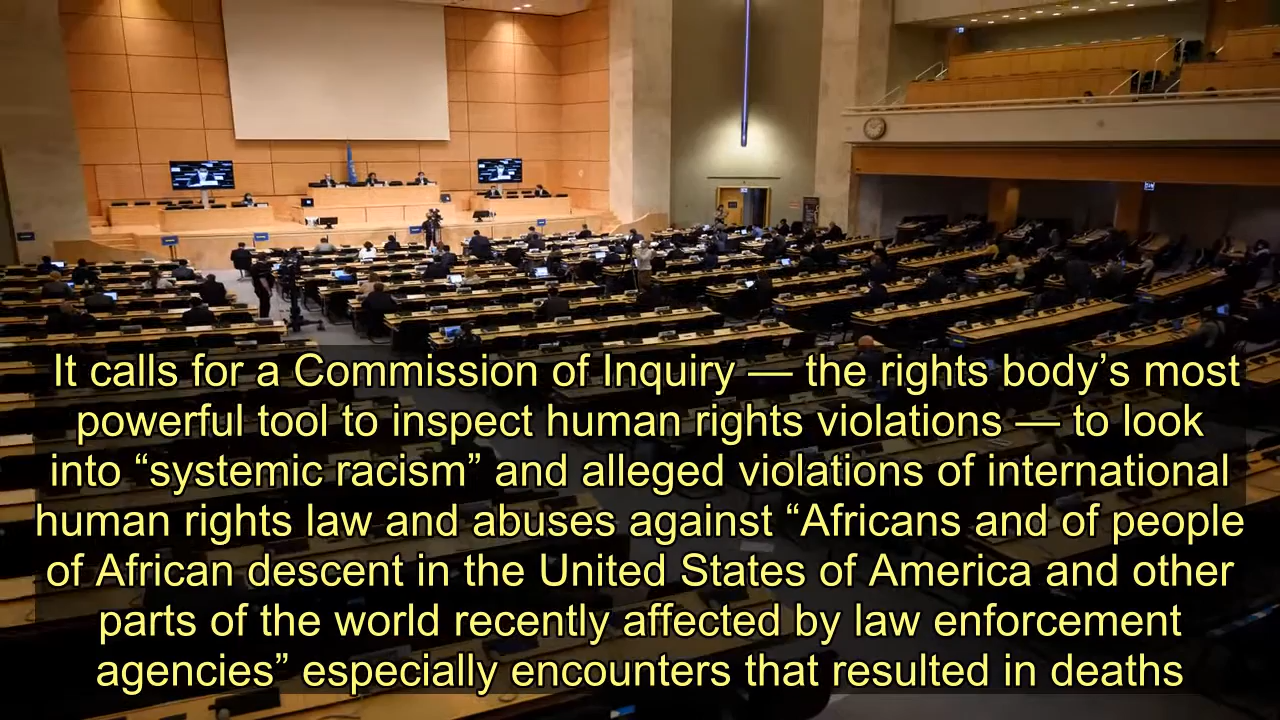 It calls for a Commission of Inquiry — the rights body’s most
powerful tool to inspect human rights violations — to look
into “systemic racism” and alleged violations of international
human rights law and abuses against “Africans and of people
of African descent in the United States of America and other
parts of the world recently affected by law enforcement
agencies” especially encounters that resulted in deaths